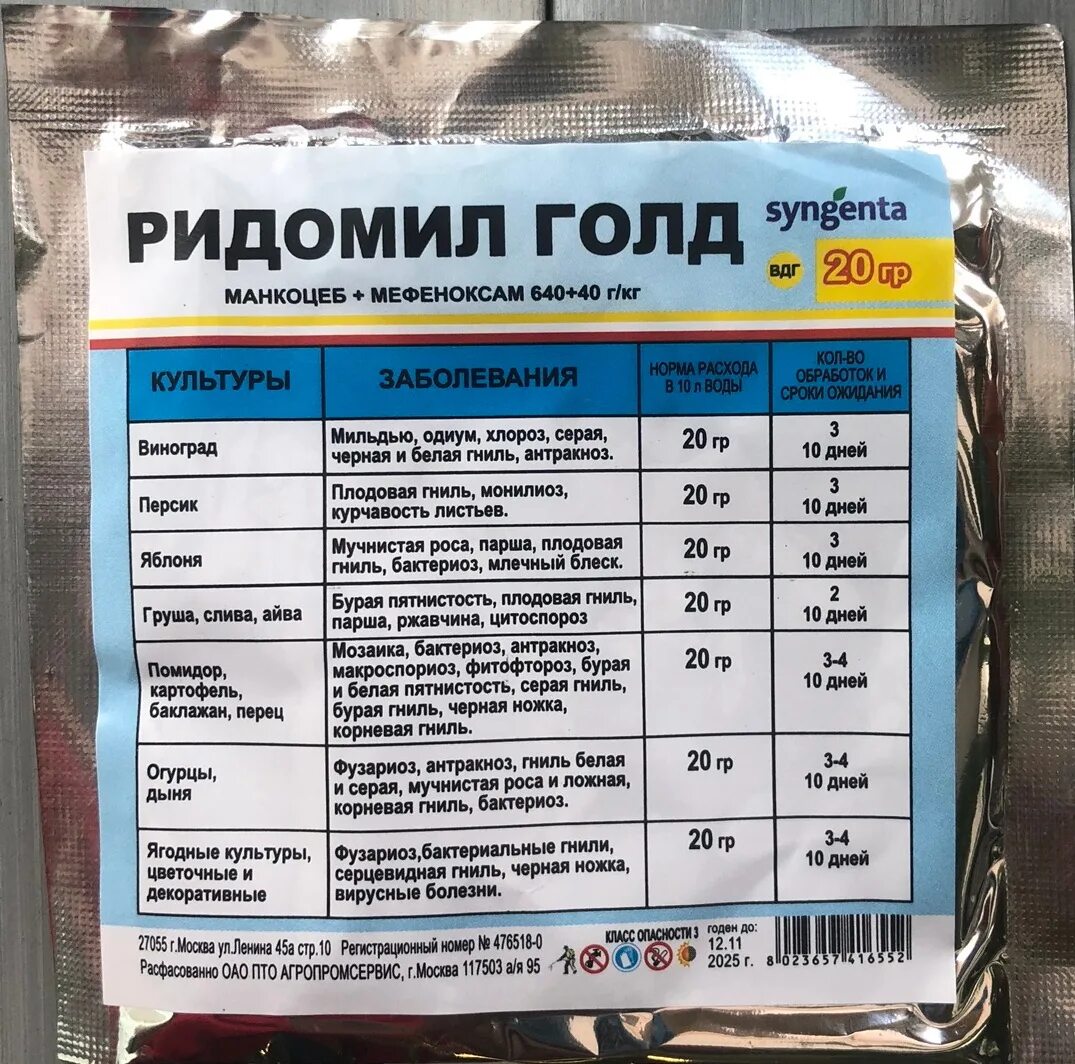 РИДОМИЛ ГОЛД
syngenta
ВДГ
20 гр
МАНКОЦЕБ + МЕФЕНОКСАМ 640+40 г/кг
КУЛЬТУРЫ
ЗАБОЛЕВАНИЯ
НОРМА РАСХОДА
В 10 л ВОДЫ
КОЛ-ВО
ОБРАБОТОК И
СРОКИ ОЖИДАНИЯ
Виноград
Мильдью, одиум, хлороз, серая,
черная и белая гниль, антракноз.
20 гр
3
10 дней
Персик
Плодовая гниль, монилиоз,
курчавость листьев.
20 гр
3
10 дней
Яблоня
Мучнистая роса, парша, плодовая
гниль, бактериоз, млечный блеск.
20 гр
3
10 дней
Груша, слива, айва
Бурая пятнистость, плодовая гниль,
парша, ржавчина, цитоспороз
20 гр
2
10 дней
Помидор,
картофель,
баклажан, перец
Мозаика, бактериоз, антракноз,
макроспориоз, фитофтороз, бурая
и белая пятнистость, серая гниль,
бурая гниль, черная ножка,
корневая гниль.
20 гр
3-4
10 дней
Огурцы,
дыня
Фузариоз, антракноз, гниль белая
и серая, мучнистая роса и ложная,
корневая гниль, бактериоз.
20 гр
3-4
10 дней
Ягодные культуры,
цветочные и
декоративные
Фузариоз,бактериальные гнили,
серцевидная гниль, черная ножка,
вирусные болезни.
20 гр
3-4
10 дней
27055 г.Москва ул.Ленина 45а стр.10 Регистрационный номер № 476518-0
Расфасованно ОАО ПТО АГРОПРОМСЕРВИС, г.Москва 117503 а/я 95
КЛАСС ОПАСНОСТИ 3
годен до:
12.11
2025 г.
8 023657 416552